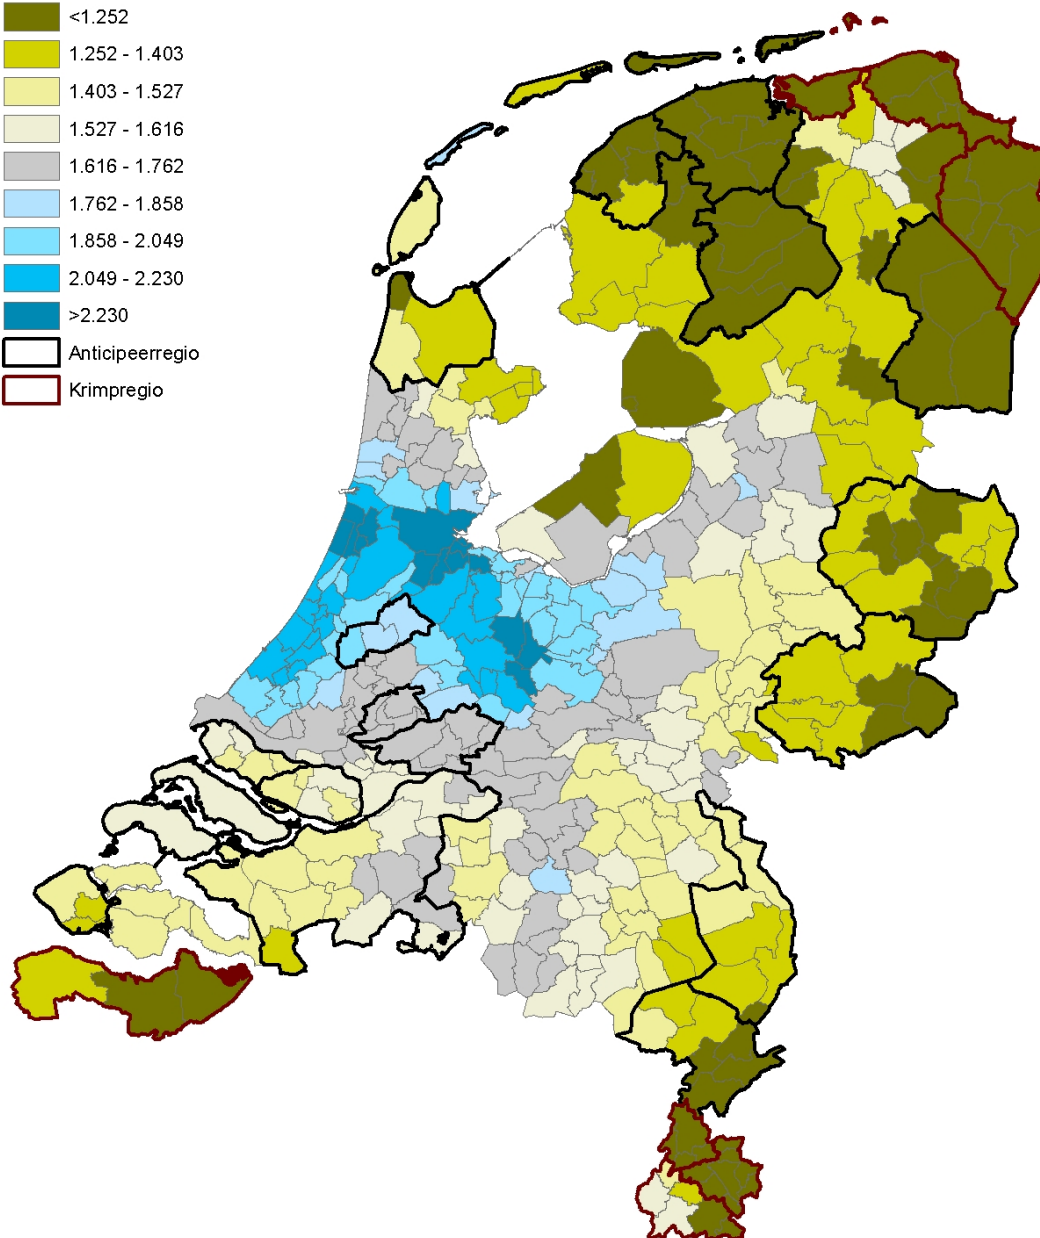 <1.252
1.252 - 1.403
1.403 - 1.527
1.527 - 1.616
1.616 - 1.762
1.762 - 1.858
1.858 - 2.049
2.049 - 2.230
>2.230
Anticipeerregio
Krimpregio